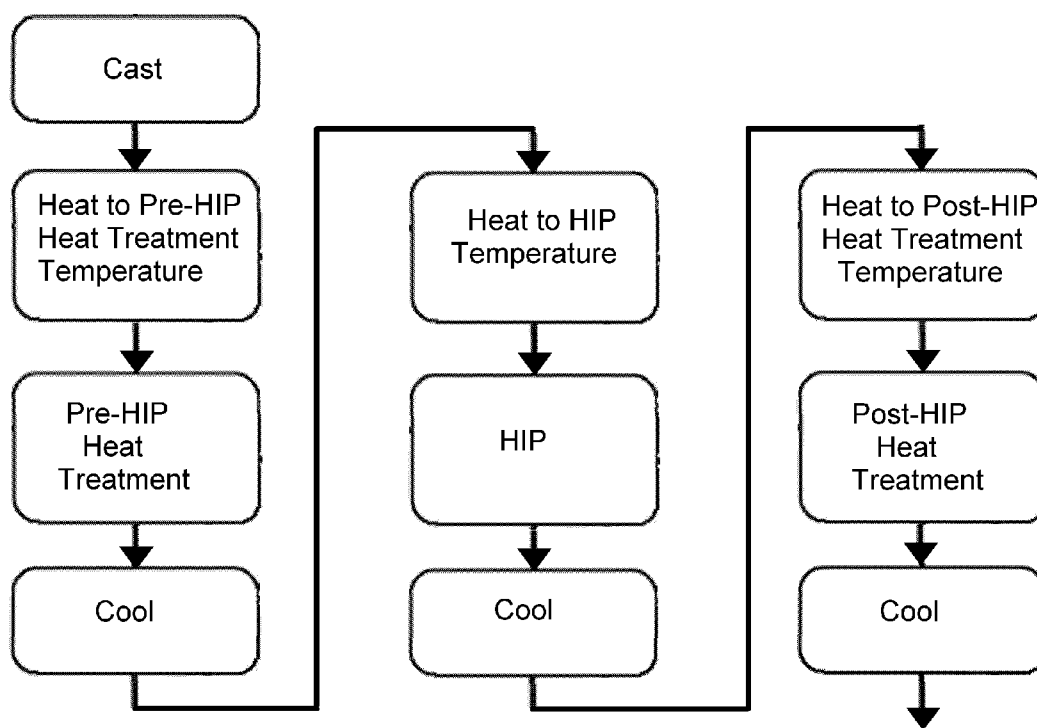 Cast
Heat to Pre-HIP
Heat Treatment
Temperature
Pre-HIP
Heat
Treatment
Cool
Heat to HIP
Temperature
HIP
Cool
Heat to Post-HIP
Heat Treatment
Temperature
Post-HIP
Heat
Treatment
Cool